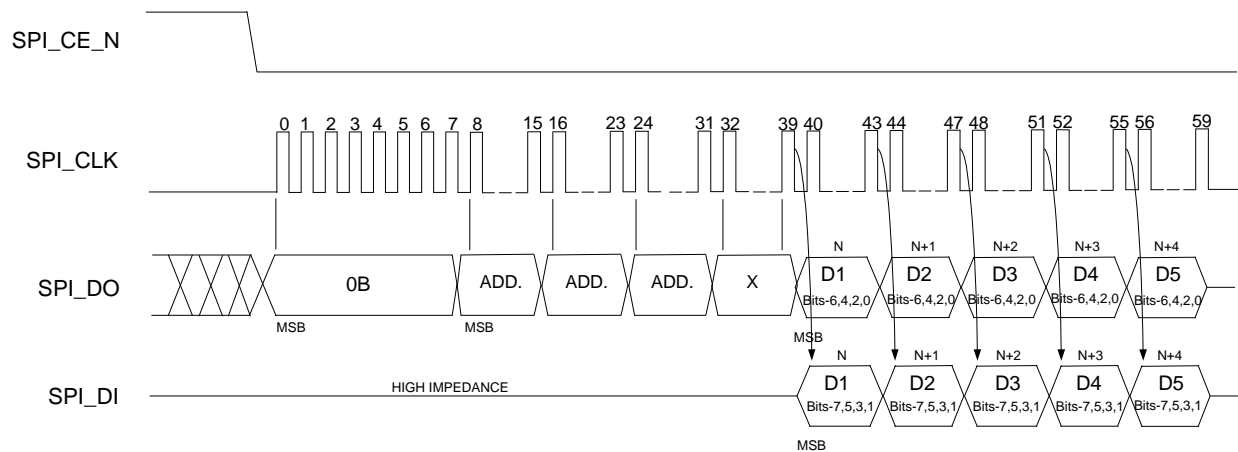 SPI_CE_N
0 1 2 3 4 5 6 7 8 15 16 23 24 31 32 39 40 43 44 47 48 51 52 55 56 59
SPI_CLK
N N+1 N+2 N+3 N+4
SPI_DO 0B ADD. ADD. ADD. X D1 D2 D3 D4 D5
Bits-6,4,2,0 Bits-6,4,2,0 Bits-6,4,2,0 Bits-6,4,2,0 Bits-6,4,2,0
MSB MSB MSB
N N+1 N+2 N+3 N+4
SPI_DI HIGH IMPEDANCE D1 D2 D3 D4 D5
Bits-7,5,3,1 Bits-7,5,3,1 Bits-7,5,3,1 Bits-7,5,3,1 Bits-7,5,3,1
MSB